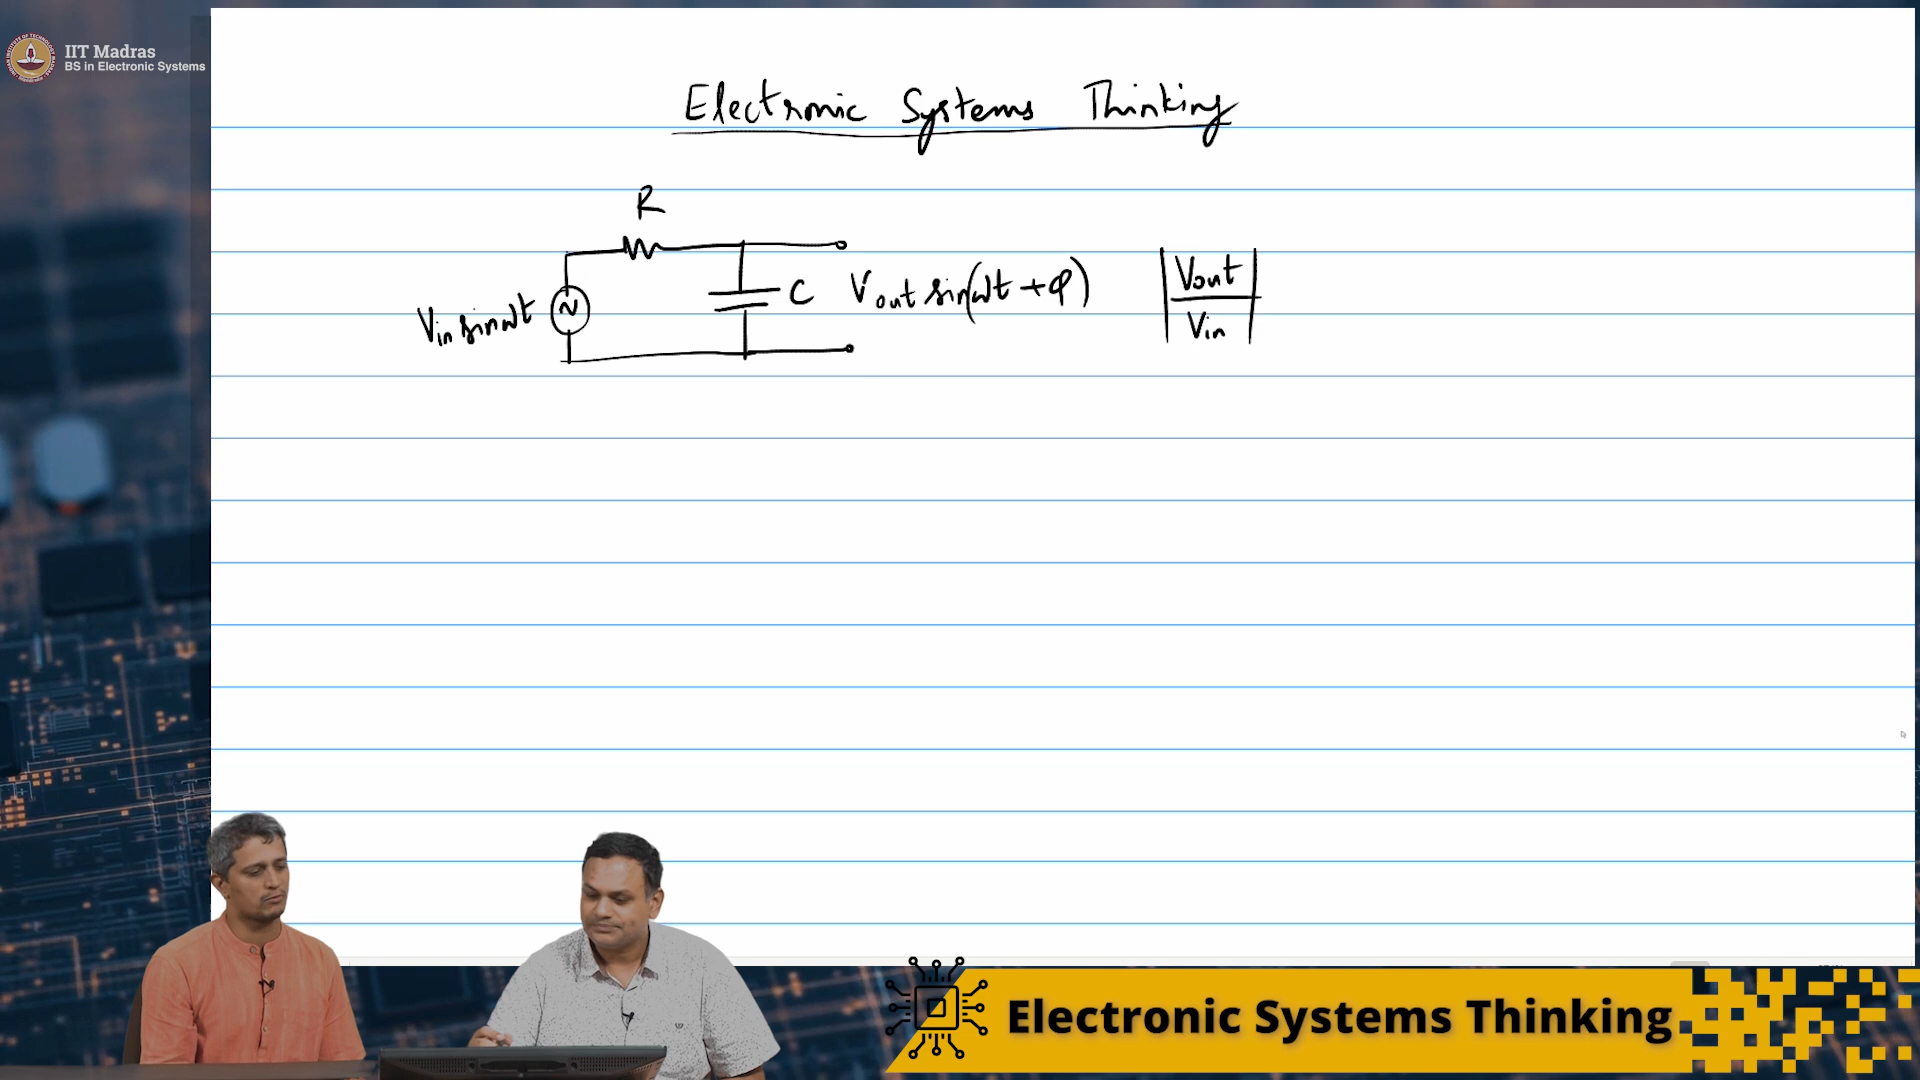 IIT Madras
BS in Electronic Systems
Electronic Systems Thinking
R
Vin sinωt
C
Vout sin(ωt + φ)
|Vout / Vin|
Electronic Systems Thinking